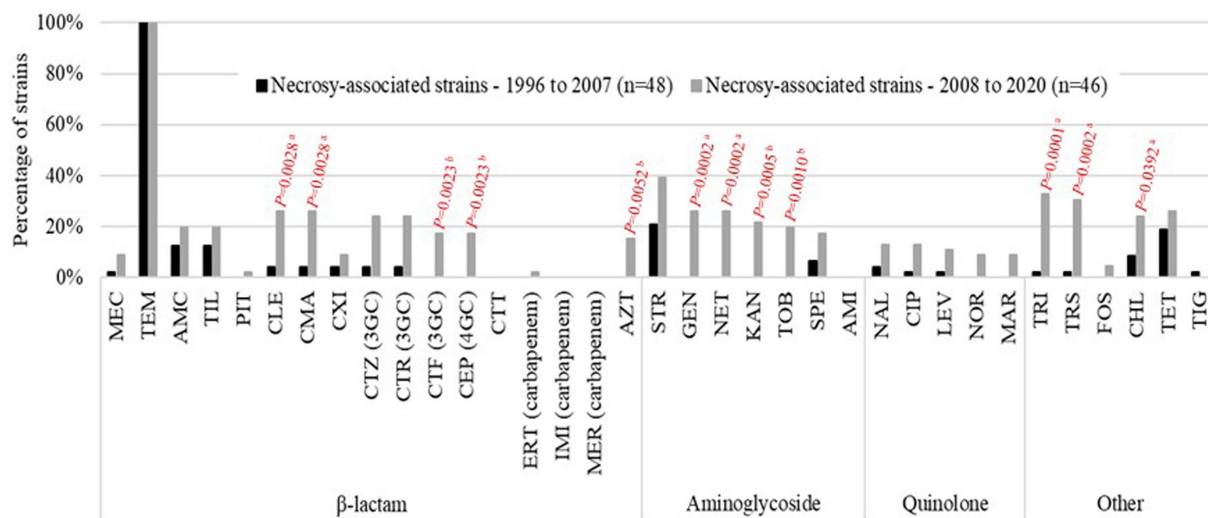 100%
80%
60%
40%
20%
0%
Percentage of strains
Necrosy-associated strains - 1996 to 2007 (n=48)
Necrosy-associated strains - 2008 to 2020 (n=46)
P=0.0028 a
P=0.0028 a
P=0.0023 b
P=0.0023 b
P=0.0052 b
P=0.0002 a
P=0.0002 a
P=0.0005 b
P=0.0010 b
P=0.0001 a
P=0.0002 a
P=0.0392 a
MEC
TEM
AMC
TIL
PIT
CLE
CMA
CXI
CTZ (3GC)
CTR (3GC)
CTF (3GC)
CEP (4GC)
CTT
ERT (carbapenem)
IMI (carbapenem)
MER (carbapenem)
AZT
STR
GEN
NET
KAN
TOB
SPE
AMI
NAL
CIP
LEV
NOR
MAR
TRI
TRS
FOS
CHL
TET
TIG
β-lactam
Aminoglycoside
Quinolone
Other